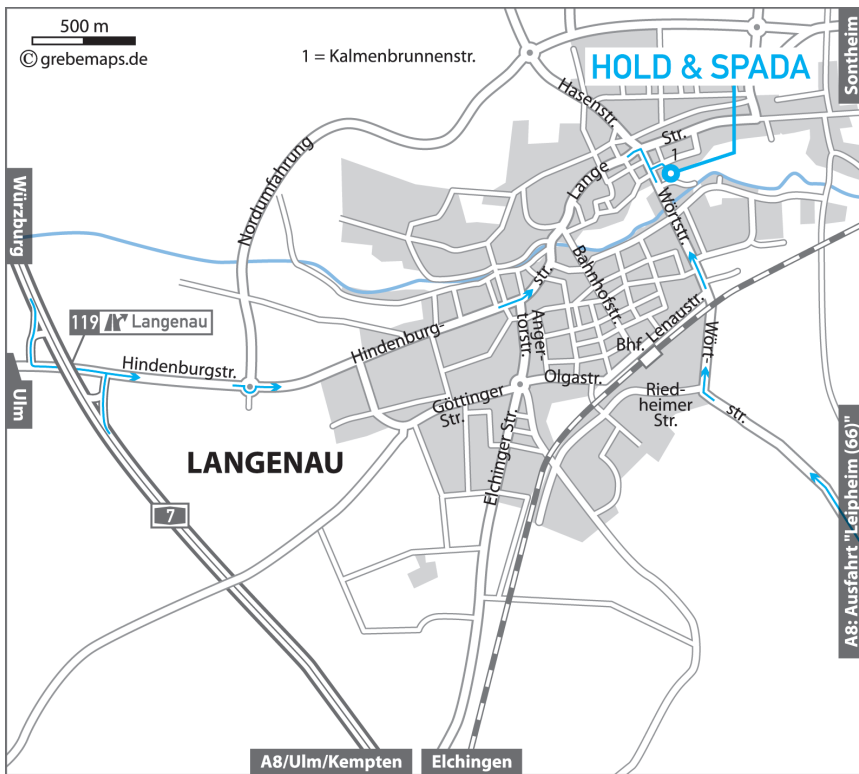 500 m
© grebemaps.de
1 = Kalmenbrunnenstr.
HOLD & SPADA
Sontheim
Hasenstr.
Str.
1
Lange
Nordumfahrung
Würzburg
Wörtstr.
Bahnhofstr.
str.
119 Langenau
Hindenburgstr.
Hindenburg-
Anger-
torstr.
Bhf.
Lenaustr.
Wört-
str.
Ulm
Göttinger
Str.
Olgastr.
Ried-
heimer
Str.
Elchinger Str.
LANGENAU
7
A8: Ausfahrt "Leipheim (66)"
A8/Ulm/Kempten
Elchingen